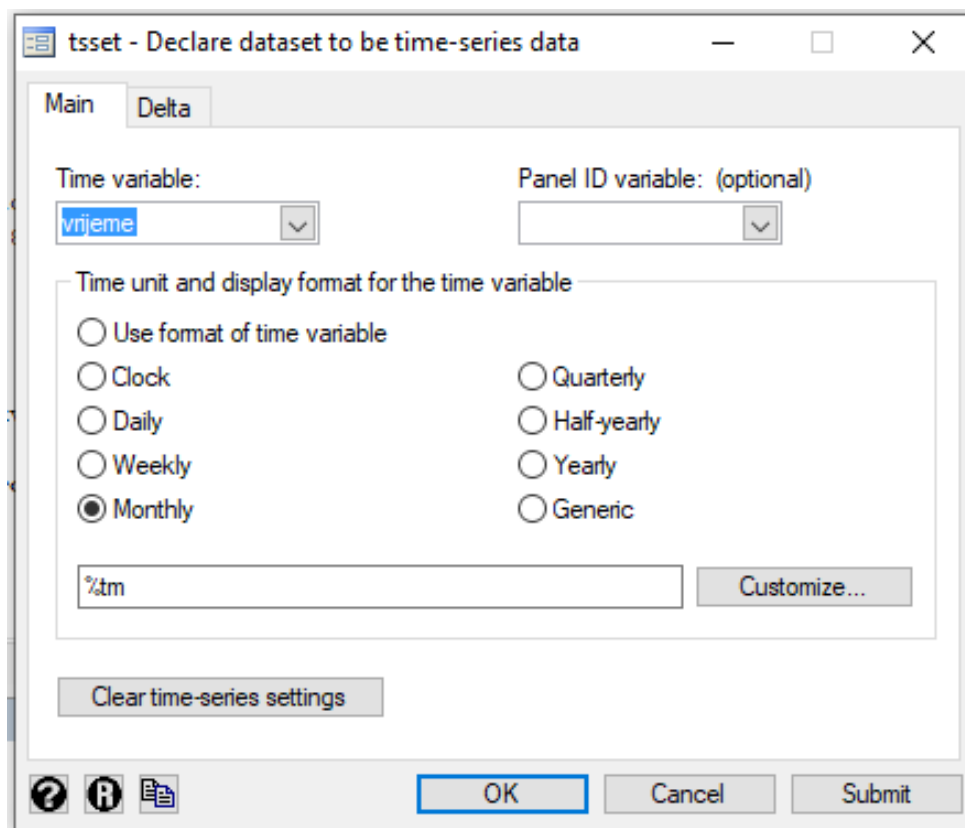 tsset - Declare dataset to be time-series data
Main
Delta
Time variable:
Panel ID variable: (optional)
vrijeme
Time unit and display format for the time variable
Use format of time variable
Clock
Quarterly
Daily
Half-yearly
Weekly
Yearly
Monthly
Generic
%tm
Customize...
Clear time-series settings
? R
OK
Cancel
Submit